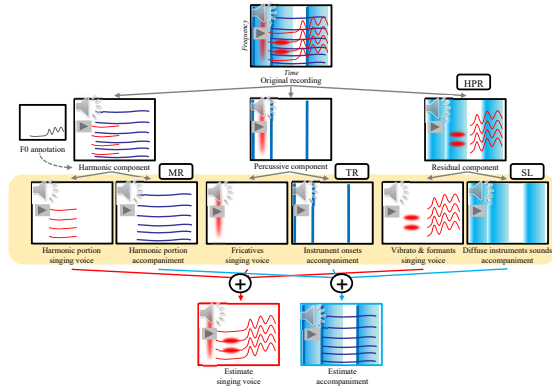 Frequency
Time
Original recording
HPR
F0 annotation
Harmonic component
Percussive component
Residual component
MR
TR
SL
Harmonic portion
singing voice
Harmonic portion
accompaniment
Fricatives
singing voice
Instrument onsets
accompaniment
Vibrato & formants
singing voice
Diffuse instruments sounds
accompaniment
+
+
Estimate
singing voice
Estimate
accompaniment